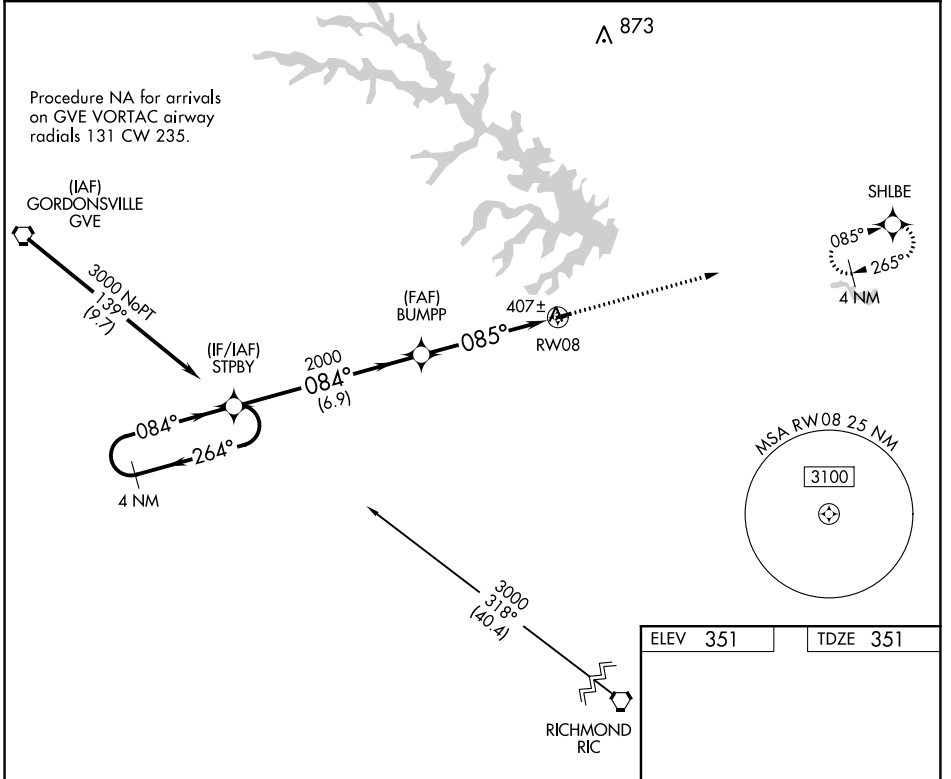 873
Procedure NA for arrivals
on GVE VORTAC airway
radials 131 CW 235.
(IAF)
GORDONSVILLE
GVE
3000 NoPT
139°
(9.7)
(IF/IAF)
STPBY
084°
264°
4 NM
2000
084°
(6.9)
(FAF)
BUMPP
085°
407±
RW08
SHLBE
085°
265°
4 NM
MSA RW08 25 NM
3100
3000
318°
(40.4)
RICHMOND
RIC
ELEV 351
TDZE 351